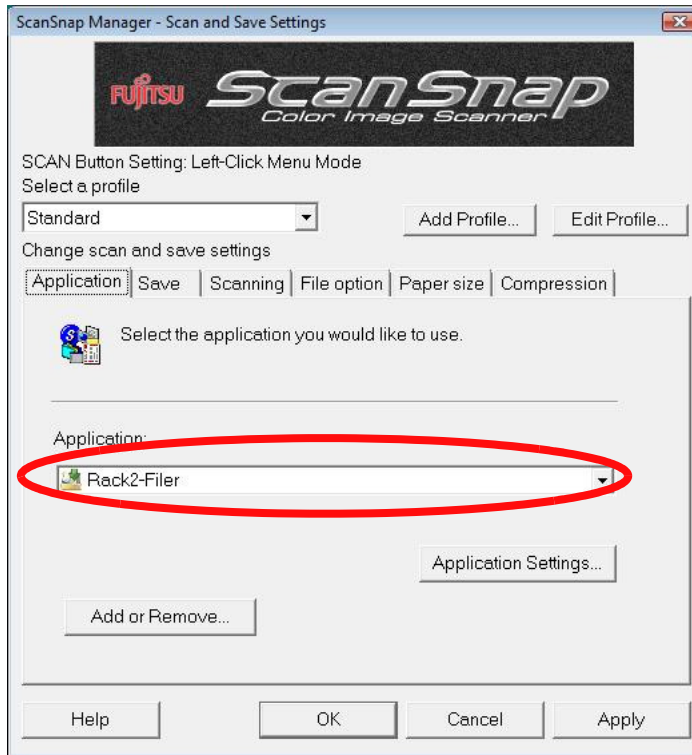 ScanSnap Manager - Scan and Save Settings
FUJITSU ScanSnap
Color Image Scanner
SCAN Button Setting: Left-Click Menu Mode
Select a profile
Standard Add Profile... Edit Profile...
Change scan and save settings
Application Save Scanning File option Paper size Compression
Select the application you would like to use.
Application:
Rack2-Filer
Application Settings...
Add or Remove...
Help OK Cancel Apply